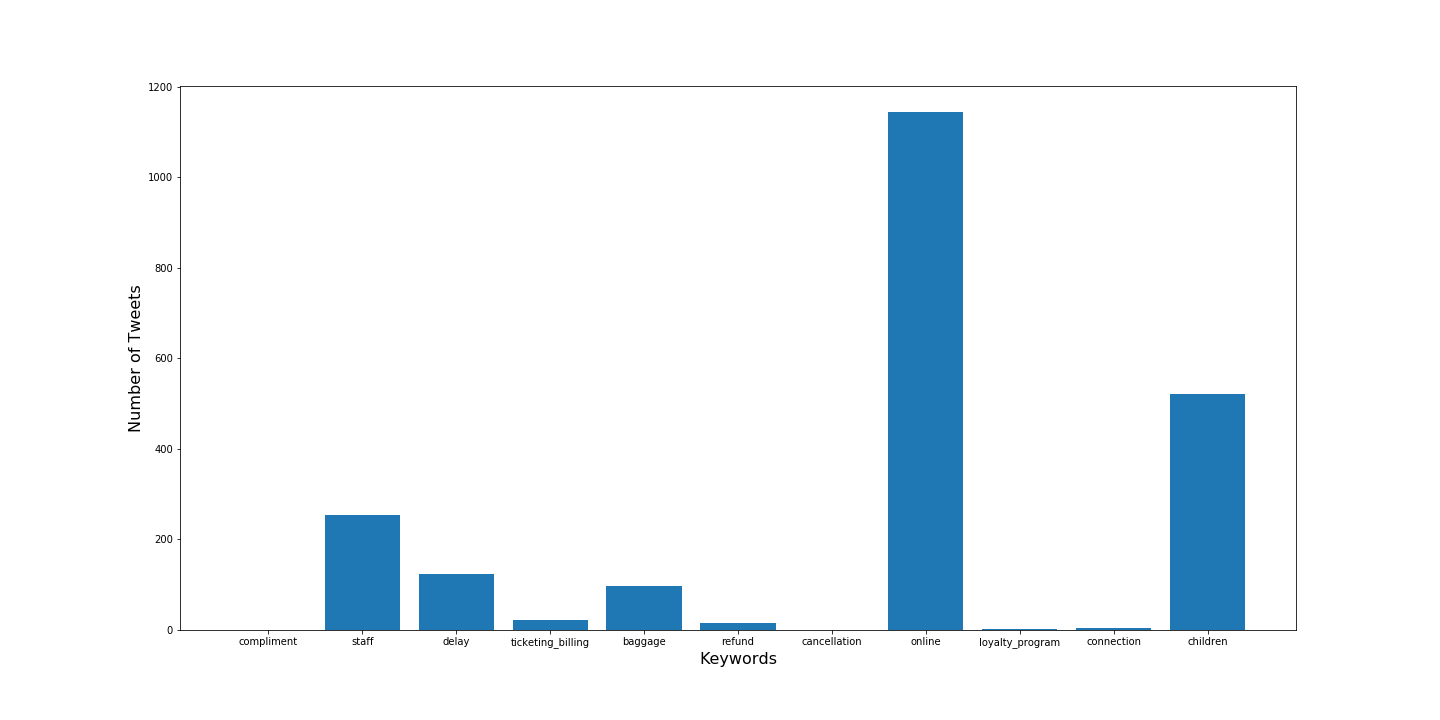 1200
1000
800
600
400
200
0
Number of Tweets
compliment staff delay ticketing_billing baggage refund cancellation online loyalty_program connection children
Keywords